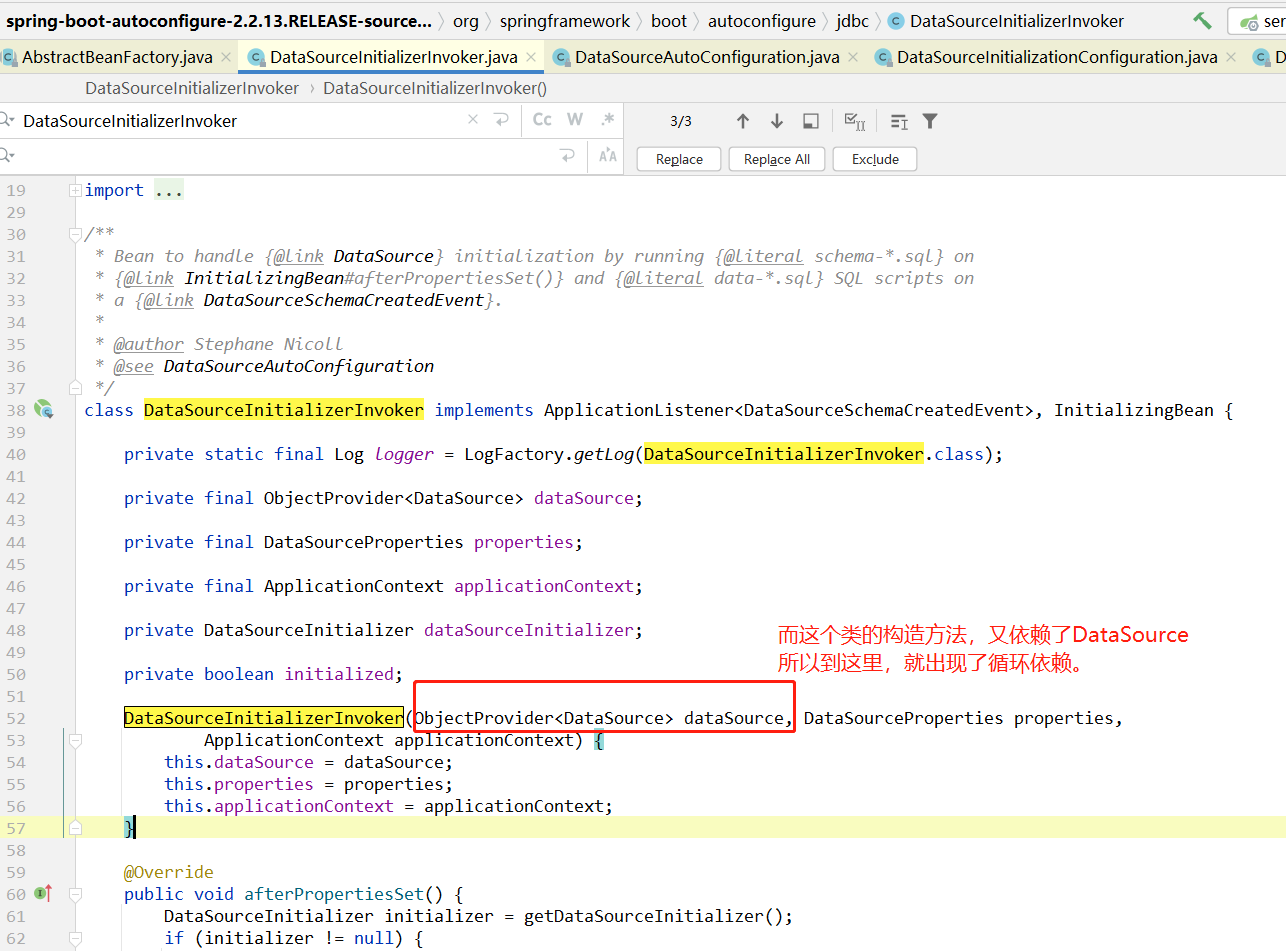 spring-boot-autoconfigure-2.2.13.RELEASE-source... 〉 org 〉 springframework 〉 boot 〉 autoconfigure 〉 jdbc 〉 DataSourceInitializerInvoker
AbstractBeanFactory.java × DataSourceInitializerInvoker.java × DataSourceAutoConfiguration.java × DataSourceInitializationConfiguration.java ×
DataSourceInitializerInvoker › DataSourceInitializerInvoker()
DataSourceInitializerInvoker × Cc W .* 3/3
Replace Replace All Exclude
19 import ...
29
30 /**
31 * Bean to handle {@link DataSource} initialization by running {@literal schema-*.sql} on
32 * {@link InitializingBean#afterPropertiesSet()} and {@literal data-*.sql} SQL scripts on
33 * a {@link DataSourceSchemaCreatedEvent}.
34 *
35 * @author Stephane Nicoll
36 * @see DataSourceAutoConfiguration
37 */
38 class DataSourceInitializerInvoker implements ApplicationListener<DataSourceSchemaCreatedEvent>, InitializingBean {
39
40 private static final Log logger = LogFactory.getLog(DataSourceInitializerInvoker.class);
41
42 private final ObjectProvider<DataSource> dataSource;
43
44 private final DataSourceProperties properties;
45
46 private final ApplicationContext applicationContext;
47
48 private DataSourceInitializer dataSourceInitializer;
49
50 private boolean initialized;
而这个类的构造方法，又依赖了DataSource
所以到这里，就出现了循环依赖。
51
52 DataSourceInitializerInvoker(ObjectProvider<DataSource> dataSource, DataSourceProperties properties,
53 ApplicationContext applicationContext) {
54 this.dataSource = dataSource;
55 this.properties = properties;
56 this.applicationContext = applicationContext;
57 }
58
59 @Override
60 public void afterPropertiesSet() {
61 DataSourceInitializer initializer = getDataSourceInitializer();
62 if (initializer != null) {